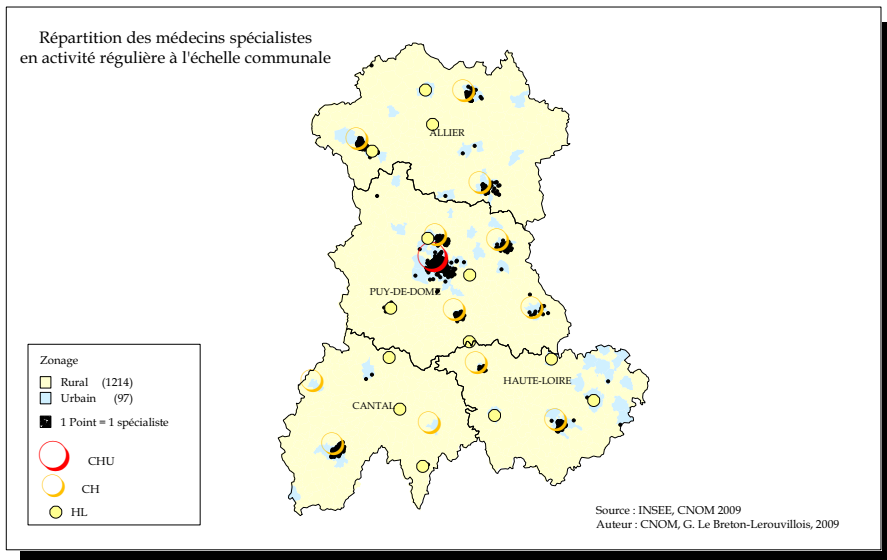 Répartition des médecins spécialistes
en activité régulière à l'échelle communale
ALLIER
PUY-DE-DOME
HAUTE-LOIRE
CANTAL
Zonage
Rural (1214)
Urbain (97)
1 Point = 1 spécialiste
CHU
CH
HL
Source : INSEE, CNOM 2009
Auteur : CNOM, G. Le Breton-Lerouvillois, 2009